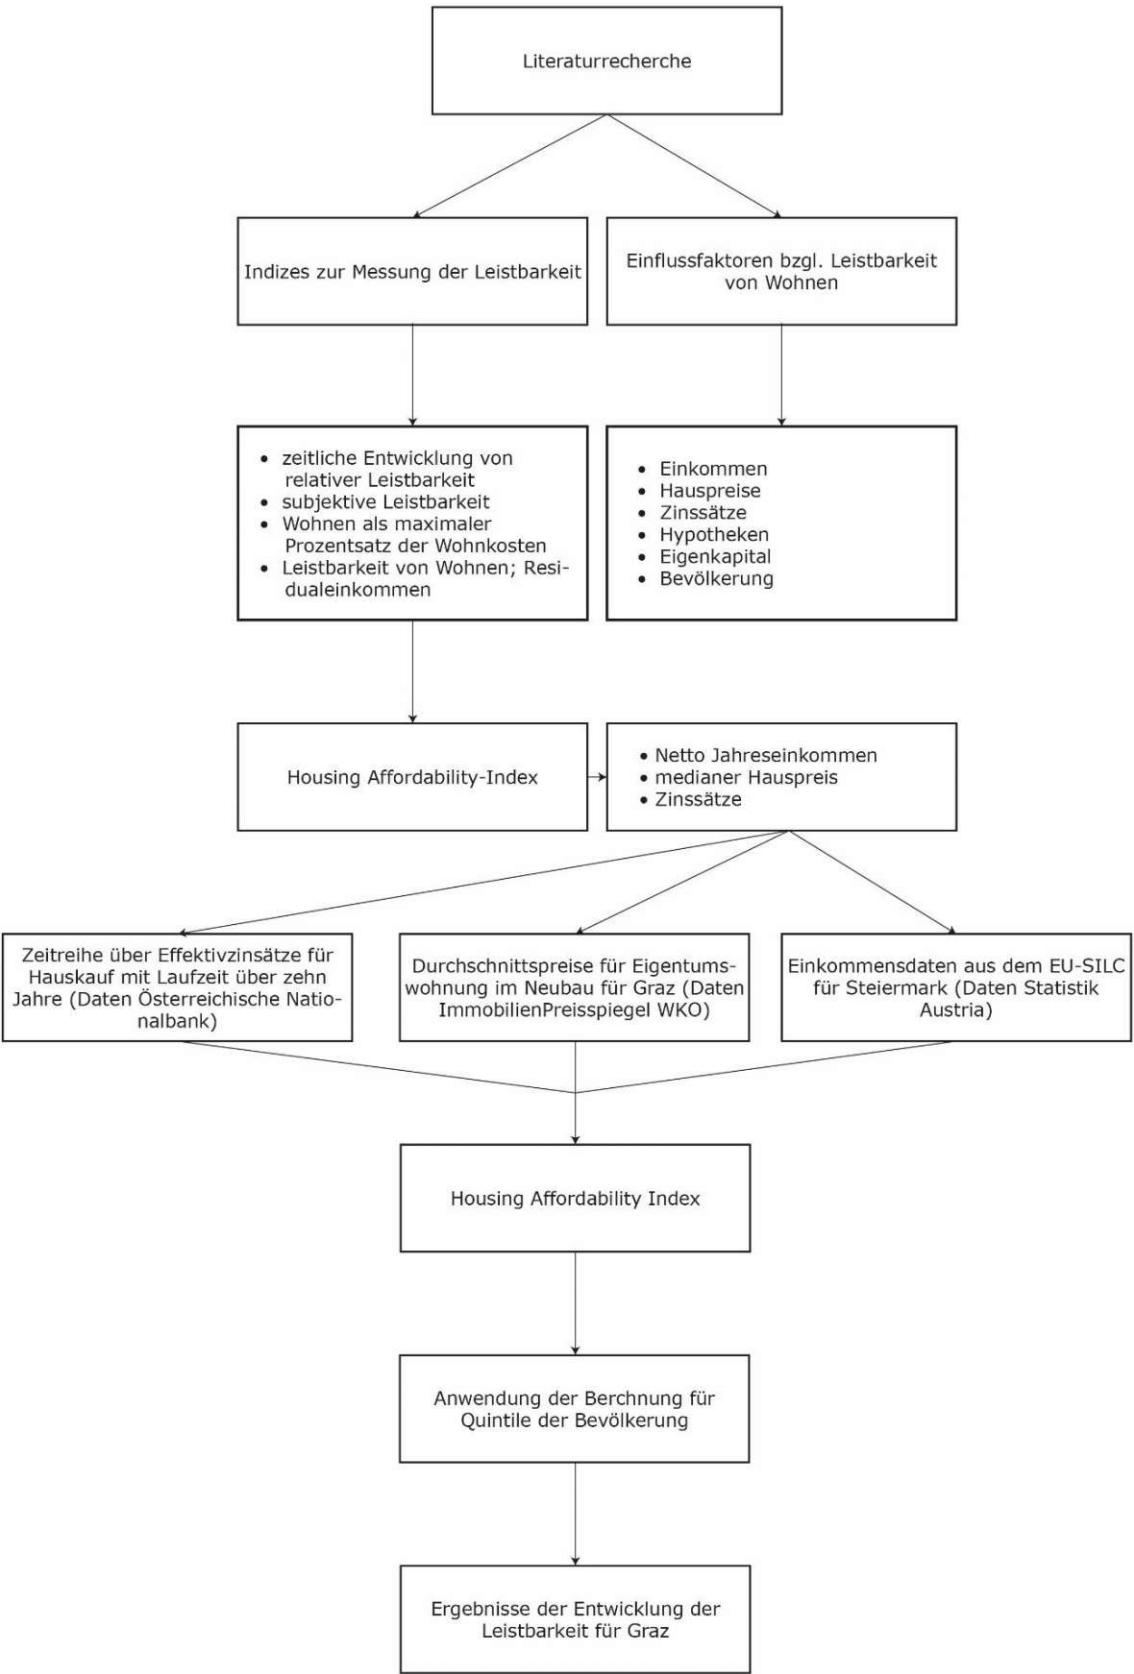 Literaturrecherche
Indizes zur Messung der Leistbarkeit
Einflussfaktoren bzgl. Leistbarkeit
von Wohnen
• zeitliche Entwicklung von
relativer Leistbarkeit
• subjektive Leistbarkeit
• Wohnen als maximaler
Prozentsatz der Wohnkosten
• Leistbarkeit von Wohnen; Resi-
dualeinkommen
• Einkommen
• Hauspreise
• Zinssätze
• Hypotheken
• Eigenkapital
• Bevölkerung
Housing Affordability-Index
• Netto Jahreseinkommen
• medianer Hauspreis
• Zinssätze
Zeitreihe über Effektivzinsätze für
Hauskauf mit Laufzeit über zehn
Jahre (Daten Österreichische Natio-
nalbank)
Durchschnittspreise für Eigentums-
wohnung im Neubau für Graz (Daten
ImmobilienPreisspiegel WKO)
Einkommensdaten aus dem EU-SILC
für Steiermark (Daten Statistik
Austria)
Housing Affordability Index
Anwendung der Berchnung für
Quintile der Bevölkerung
Ergebnisse der Entwicklung der
Leistbarkeit für Graz